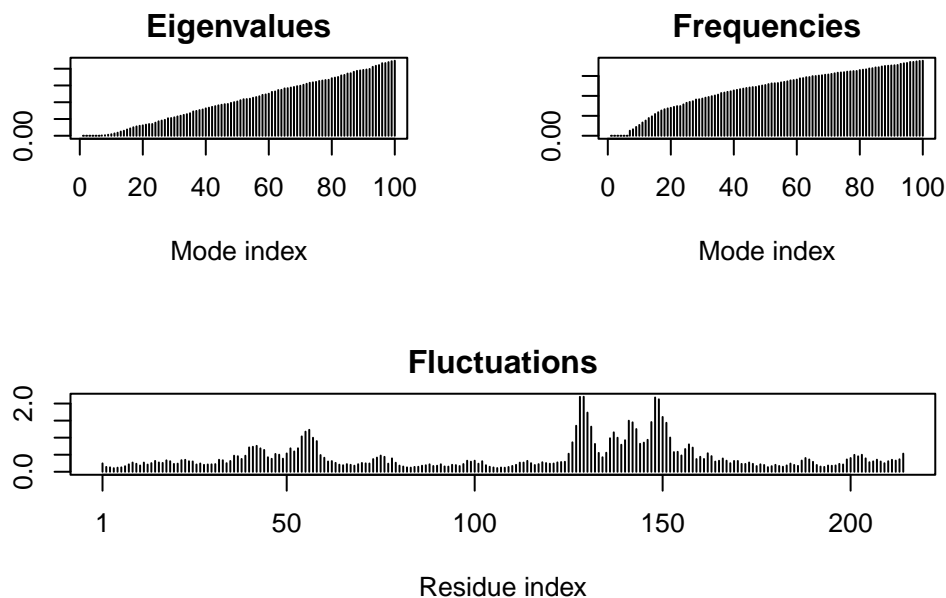 Eigenvalues
0.00
0 20 40 60 80 100
Mode index
Frequencies
0.00
0 20 40 60 80 100
Mode index
Fluctuations
2.0
0.0
1 50 100 150 200
Residue index